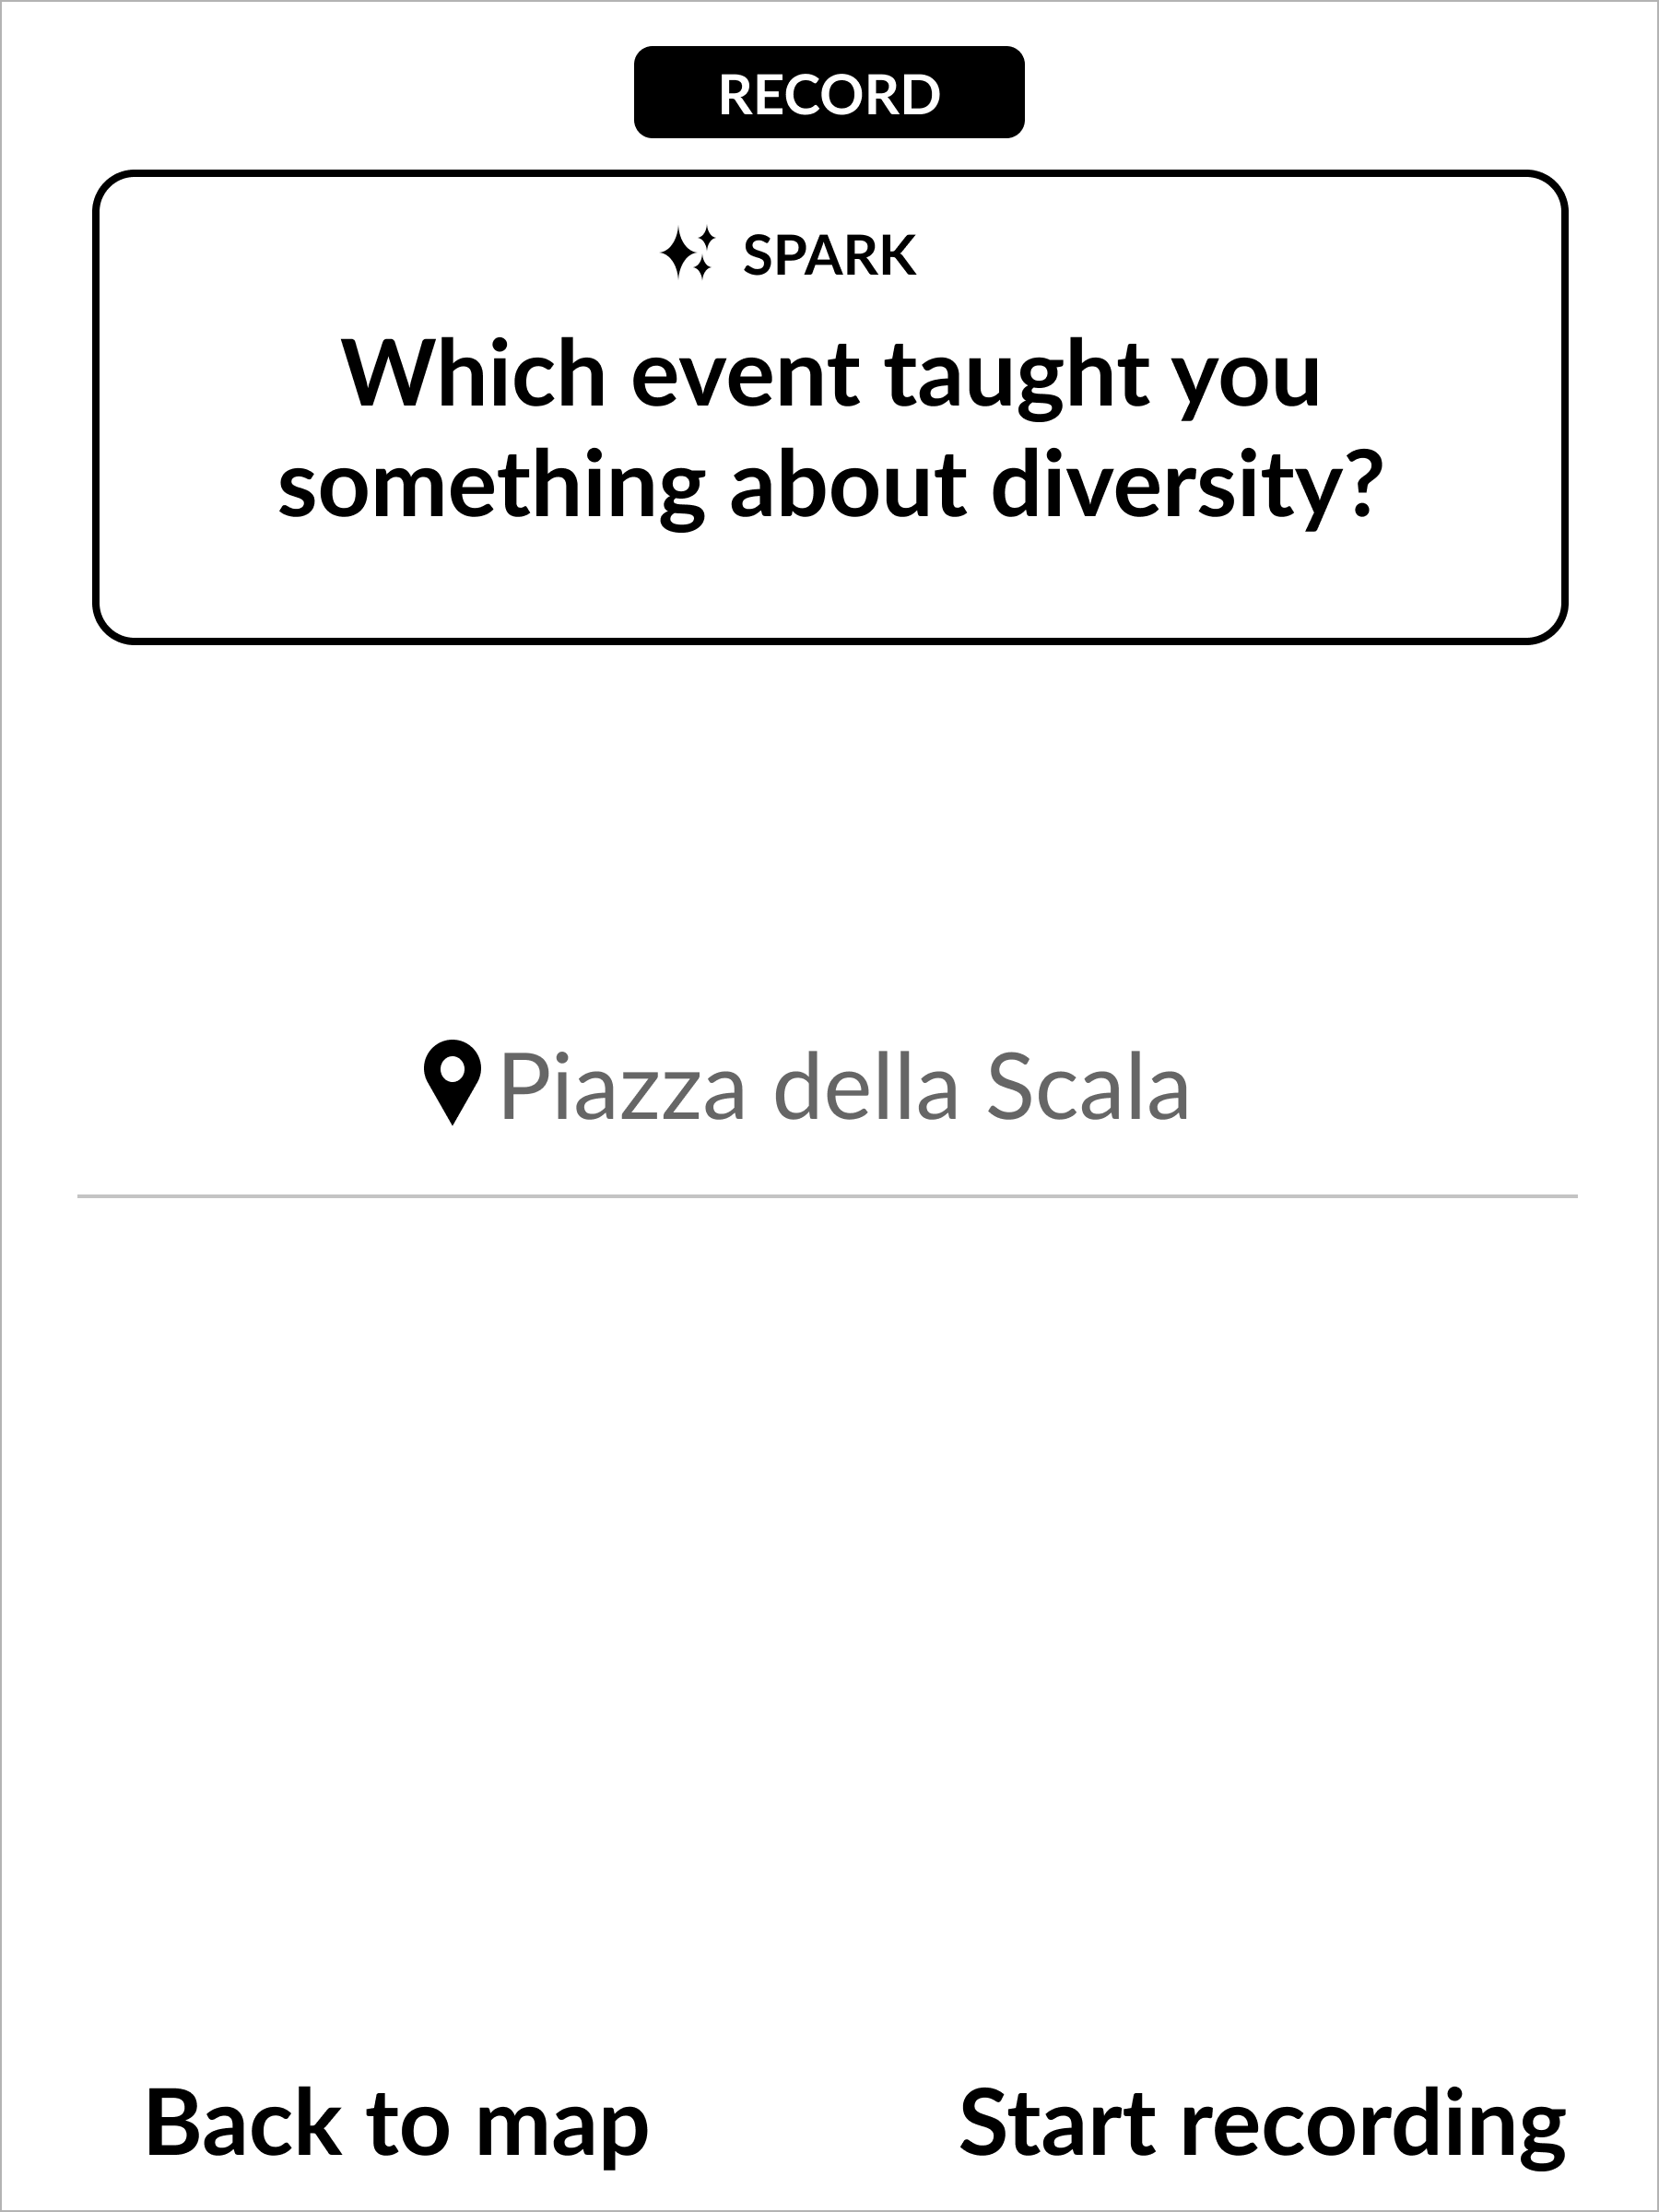 RECORD
SPARK
Which event taught you
something about diversity?
Piazza della Scala
Back to map
Start recording